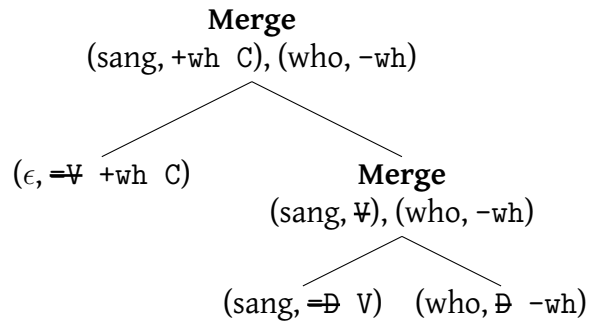 Merge
(sang, +wh C), (who, −wh)
(ϵ, =V +wh C)
Merge
(sang, V), (who, −wh)
(sang, =D V) (who, D −wh)